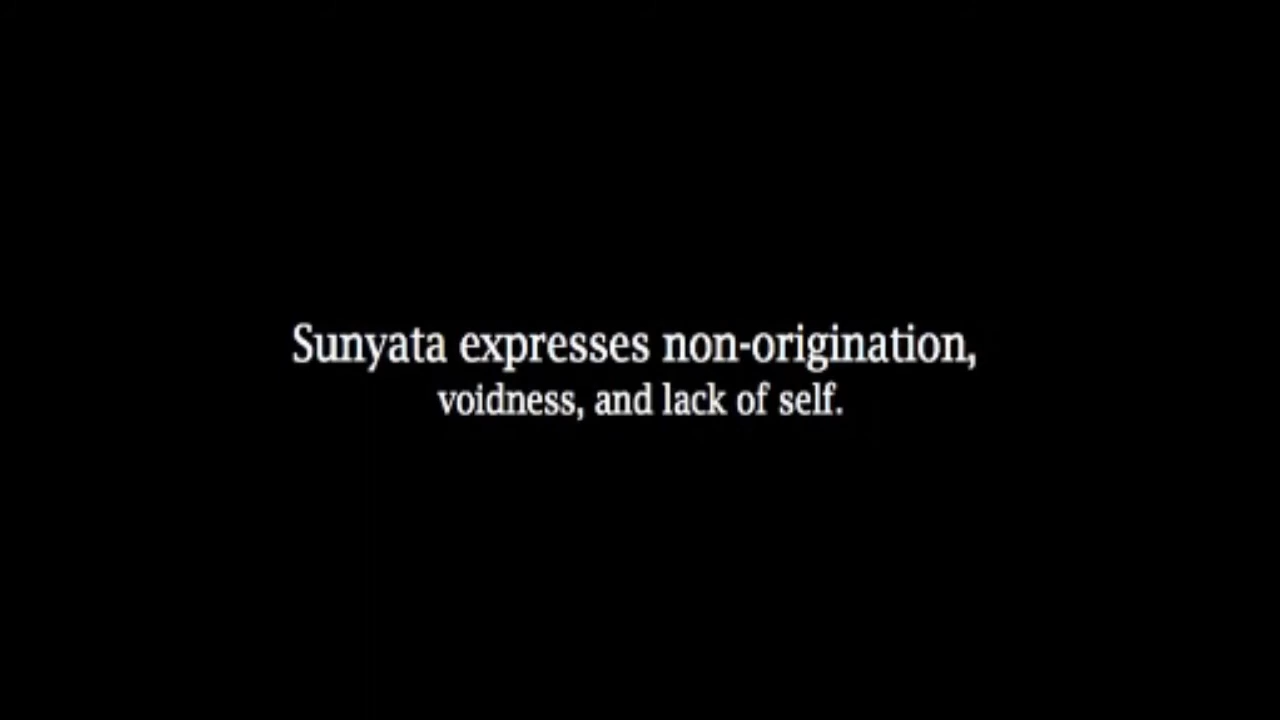 Sunyata expresses non-origination,
voidness, and lack of self.